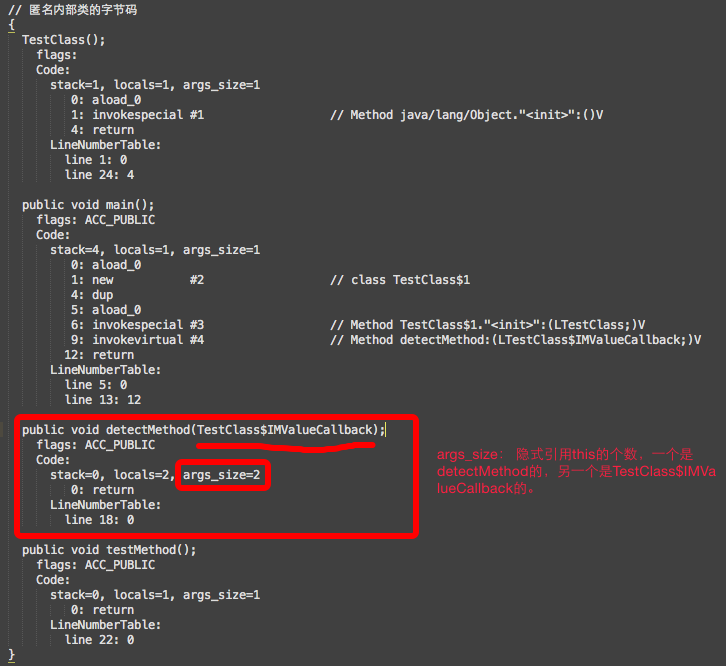 // 匿名内部类的字节码
{
TestClass();
flags:
Code:
stack=1, locals=1, args_size=1
0: aload_0
1: invokespecial #1 // Method java/lang/Object."<init>":()V
4: return
LineNumberTable:
line 1: 0
line 24: 4
public void main();
flags: ACC_PUBLIC
Code:
stack=4, locals=1, args_size=1
0: aload_0
1: new #2 // class TestClass$1
4: dup
5: aload_0
6: invokespecial #3 // Method TestClass$1."<init>":(LTestClass;)V
9: invokevirtual #4 // Method detectMethod:(LTestClass$IMValueCallback;)V
12: return
LineNumberTable:
line 5: 0
line 13: 12
public void detectMethod(TestClass$IMValueCallback);
flags: ACC_PUBLIC
Code:
stack=0, locals=2, args_size=2
0: return
LineNumberTable:
line 18: 0
args_size： 隐式引用this的个数，一个是
detectMethod的，另一个是TestClass$IMVa
lueCallback的。
public void testMethod();
flags: ACC_PUBLIC
Code:
stack=0, locals=1, args_size=1
0: return
LineNumberTable:
line 22: 0
}